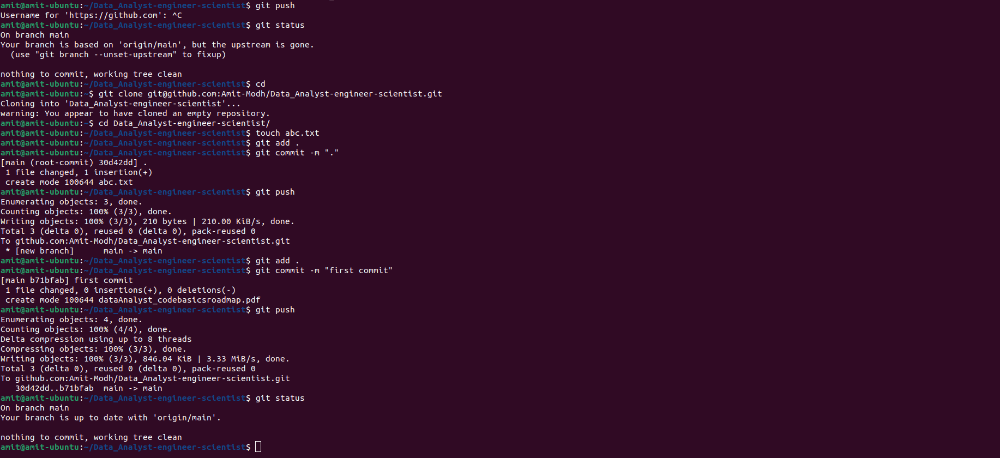 amit@amit-ubuntu:~/Data_Analyst-engineer-scientist$ git push
Username for 'https://github.com': ^C
amit@amit-ubuntu:~/Data_Analyst-engineer-scientist$ git status
On branch main
Your branch is based on 'origin/main', but the upstream is gone.
  (use "git branch --unset-upstream" to fixup)

nothing to commit, working tree clean
amit@amit-ubuntu:~/Data_Analyst-engineer-scientist$ cd
amit@amit-ubuntu:~$ git clone git@github.com:Amit-Modh/Data_Analyst-engineer-scientist.git
Cloning into 'Data_Analyst-engineer-scientist'...
warning: You appear to have cloned an empty repository.
amit@amit-ubuntu:~$ cd Data_Analyst-engineer-scientist/
amit@amit-ubuntu:~/Data_Analyst-engineer-scientist$ touch abc.txt
amit@amit-ubuntu:~/Data_Analyst-engineer-scientist$ git add .
amit@amit-ubuntu:~/Data_Analyst-engineer-scientist$ git commit -m "."
[main (root-commit) 30d42dd] .
 1 file changed, 1 insertion(+)
 create mode 100644 abc.txt
amit@amit-ubuntu:~/Data_Analyst-engineer-scientist$ git push
Enumerating objects: 3, done.
Counting objects: 100% (3/3), done.
Writing objects: 100% (3/3), 210 bytes | 210.00 KiB/s, done.
Total 3 (delta 0), reused 0 (delta 0), pack-reused 0
To github.com:Amit-Modh/Data_Analyst-engineer-scientist.git
 * [new branch]      main -> main
amit@amit-ubuntu:~/Data_Analyst-engineer-scientist$ git add .
amit@amit-ubuntu:~/Data_Analyst-engineer-scientist$ git commit -m "first commit"
[main b71bfab] first commit
 1 file changed, 0 insertions(+), 0 deletions(-)
 create mode 100644 dataAnalyst_codebasicsroadmap.pdf
amit@amit-ubuntu:~/Data_Analyst-engineer-scientist$ git push
Enumerating objects: 4, done.
Counting objects: 100% (4/4), done.
Delta compression using up to 8 threads
Compressing objects: 100% (3/3), done.
Writing objects: 100% (3/3), 846.04 KiB | 3.33 MiB/s, done.
Total 3 (delta 0), reused 0 (delta 0), pack-reused 0
To github.com:Amit-Modh/Data_Analyst-engineer-scientist.git
   30d42dd..b71bfab  main -> main
amit@amit-ubuntu:~/Data_Analyst-engineer-scientist$ git status
On branch main
Your branch is up to date with 'origin/main'.

nothing to commit, working tree clean
amit@amit-ubuntu:~/Data_Analyst-engineer-scientist$